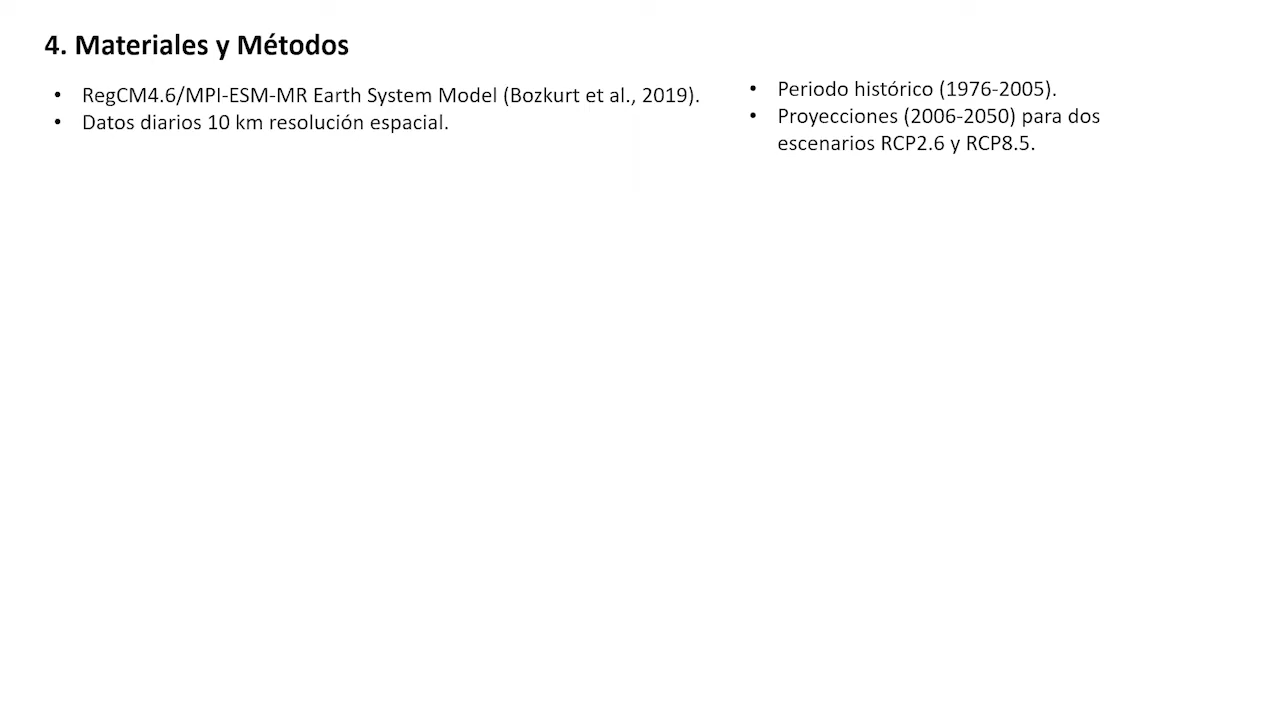 4. Materiales y Métodos
• RegCM4.6/MPI-ESM-MR Earth System Model (Bozkurt et al., 2019).
• Datos diarios 10 km resolución espacial.
• Periodo histórico (1976-2005).
• Proyecciones (2006-2050) para dos
escenarios RCP2.6 y RCP8.5.